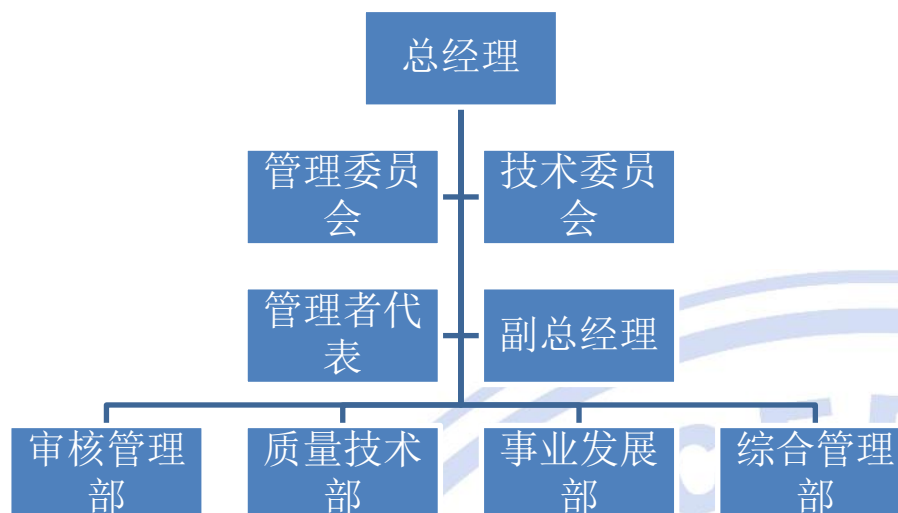 总经理
管理委员
会
技术委员
会
管理者代
表
副总经理
审核管理
部
质量技术
部
事业发展
部
综合管理
部